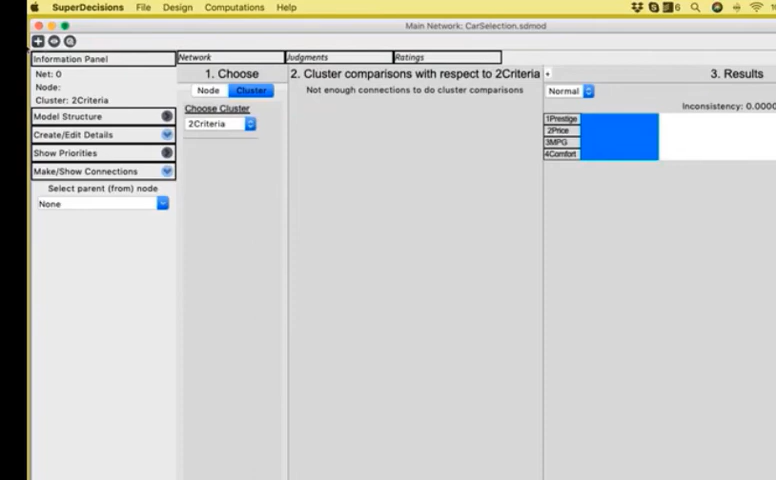 SuperDecisions File Design Computations Help 6
Main Network: CarSelection.sdmod
Information Panel Network Judgments Ratings
Net: 0
Node:
Cluster: 2Criteria
Model Structure
Create/Edit Details
Show Priorities
Make/Show Connections
Select parent (from) node
None
1. Choose
Node Cluster
Choose Cluster
2Criteria
2. Cluster comparisons with respect to 2Criteria
Not enough connections to do cluster comparisons
3. Results
Normal
Inconsistency: 0.0000
1Prestige
2Price
3MPG
4Comfort